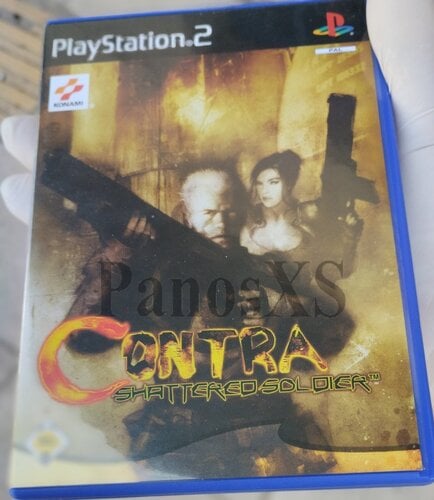 PlayStation®2
PAL
KONAMI
PanosXS
CONTRA
SHATTERED SOLDIER™